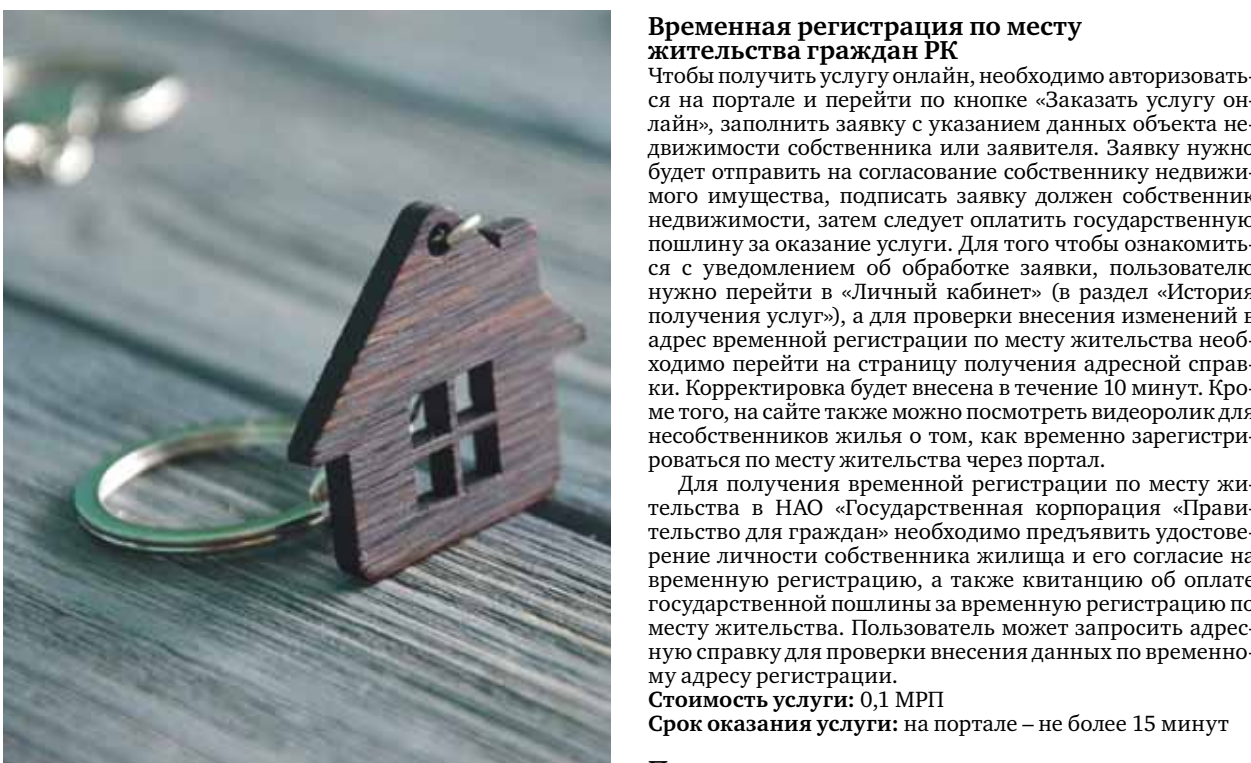 Временная регистрация по месту
жительства граждан РК
Чтобы получить услугу онлайн, необходимо авторизовать-
ся на портале и перейти по кнопке «Заказать услугу он-
лайн», заполнить заявку с указанием данных объекта не-
движимости собственника или заявителя. Заявку нужно
будет отправить на согласование собственнику недвижи-
мого имущества, подписать заявку должен собственник
недвижимости, затем следует оплатить государственную
пошлину за оказание услуги. Для того чтобы ознакомить-
ся с уведомлением об обработке заявки, пользователю
нужно перейти в «Личный кабинет» (в раздел «История
получения услуг»), а для проверки внесения изменений в
адрес временной регистрации по месту жительства необ-
ходимо перейти на страницу получения адресной справ-
ки. Корректировка будет внесена в течение 10 минут. Кро-
ме того, на сайте также можно посмотреть видеоролик для
несобственников жилья о том, как временно зарегистри-
роваться по месту жительства через портал.
Для получения временной регистрации по месту жи-
тельства в НАО «Государственная корпорация «Прави-
тельство для граждан» необходимо предъявить удостове-
рение личности собственника жилища и его согласие на
временную регистрацию, а также квитанцию об оплате
государственной пошлины за временную регистрацию по
месту жительства. Пользователь может запросить адрес-
ную справку для проверки внесения данных по временно-
му адресу регистрации.
Стоимость услуги: 0,1 МРП
Срок оказания услуги: на портале – не более 15 минут